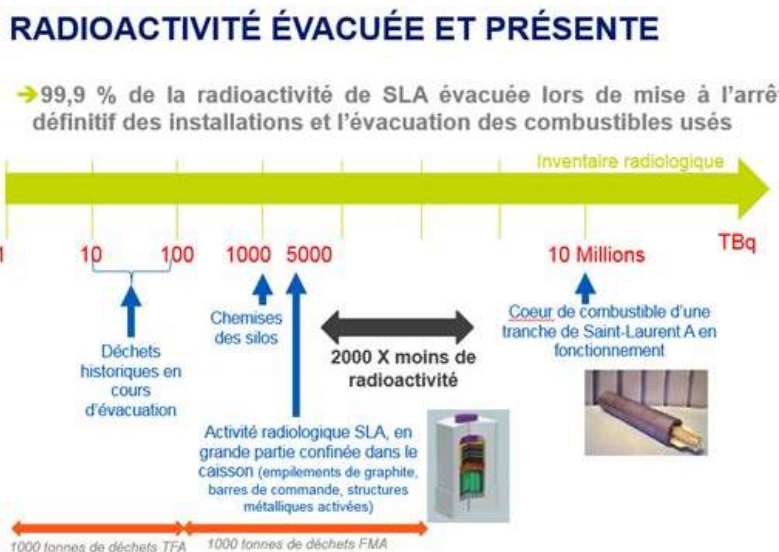 RADIOACTIVITÉ ÉVACUÉE ET PRÉSENTE
➔99,9 % de la radioactivité de SLA évacuée lors de mise à l'arrê
définitif des installations et l'évacuation des combustibles usés
Inventaire radiologique
1
10
100
1000
5000
10 Millions
TBq
Déchets
historiques en
cours
d'évacuation
Chemises
des silos
2000 X moins de
radioactivité
Coeur de combustible d'une
tranche de Saint-Laurent A en
fonctionnement
Activité radiologique SLA, en
grande partie confinée dans le
caisson (empilements de graphite,
barres de commande, structures
métalliques activées)
1000 tonnes de déchets TFA
1000 tonnes de déchets FMA